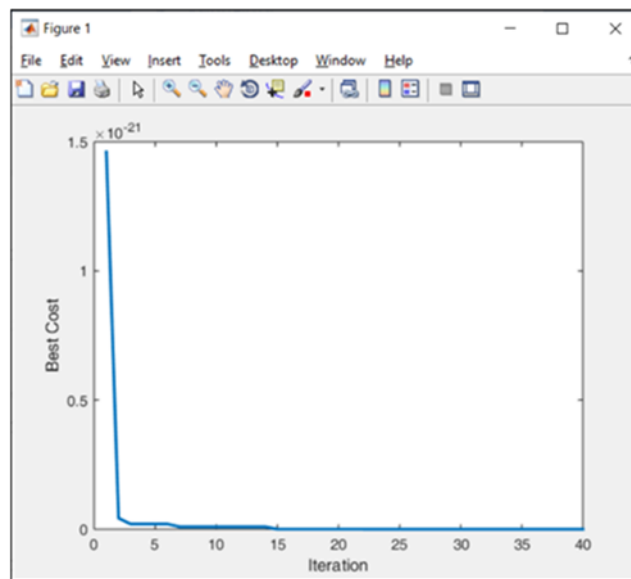 Figure 1
File Edit View Insert Tools Desktop Window Help
×10^-21
1.5
1
0.5
0
Best Cost
0 5 10 15 20 25 30 35 40
Iteration